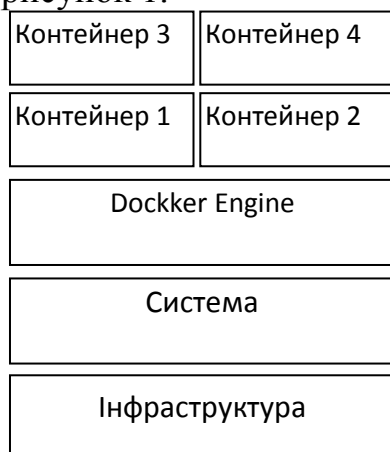 рисунок 1.
Контейнер 3 Контейнер 4
Контейнер 1 Контейнер 2
Dockker Engine
Система
Інфраструктура